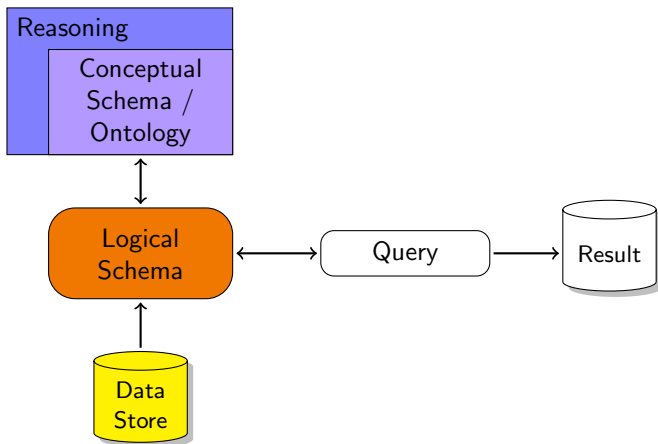 Reasoning
Conceptual
Schema /
Ontology
Logical
Schema
Query
Result
Data
Store